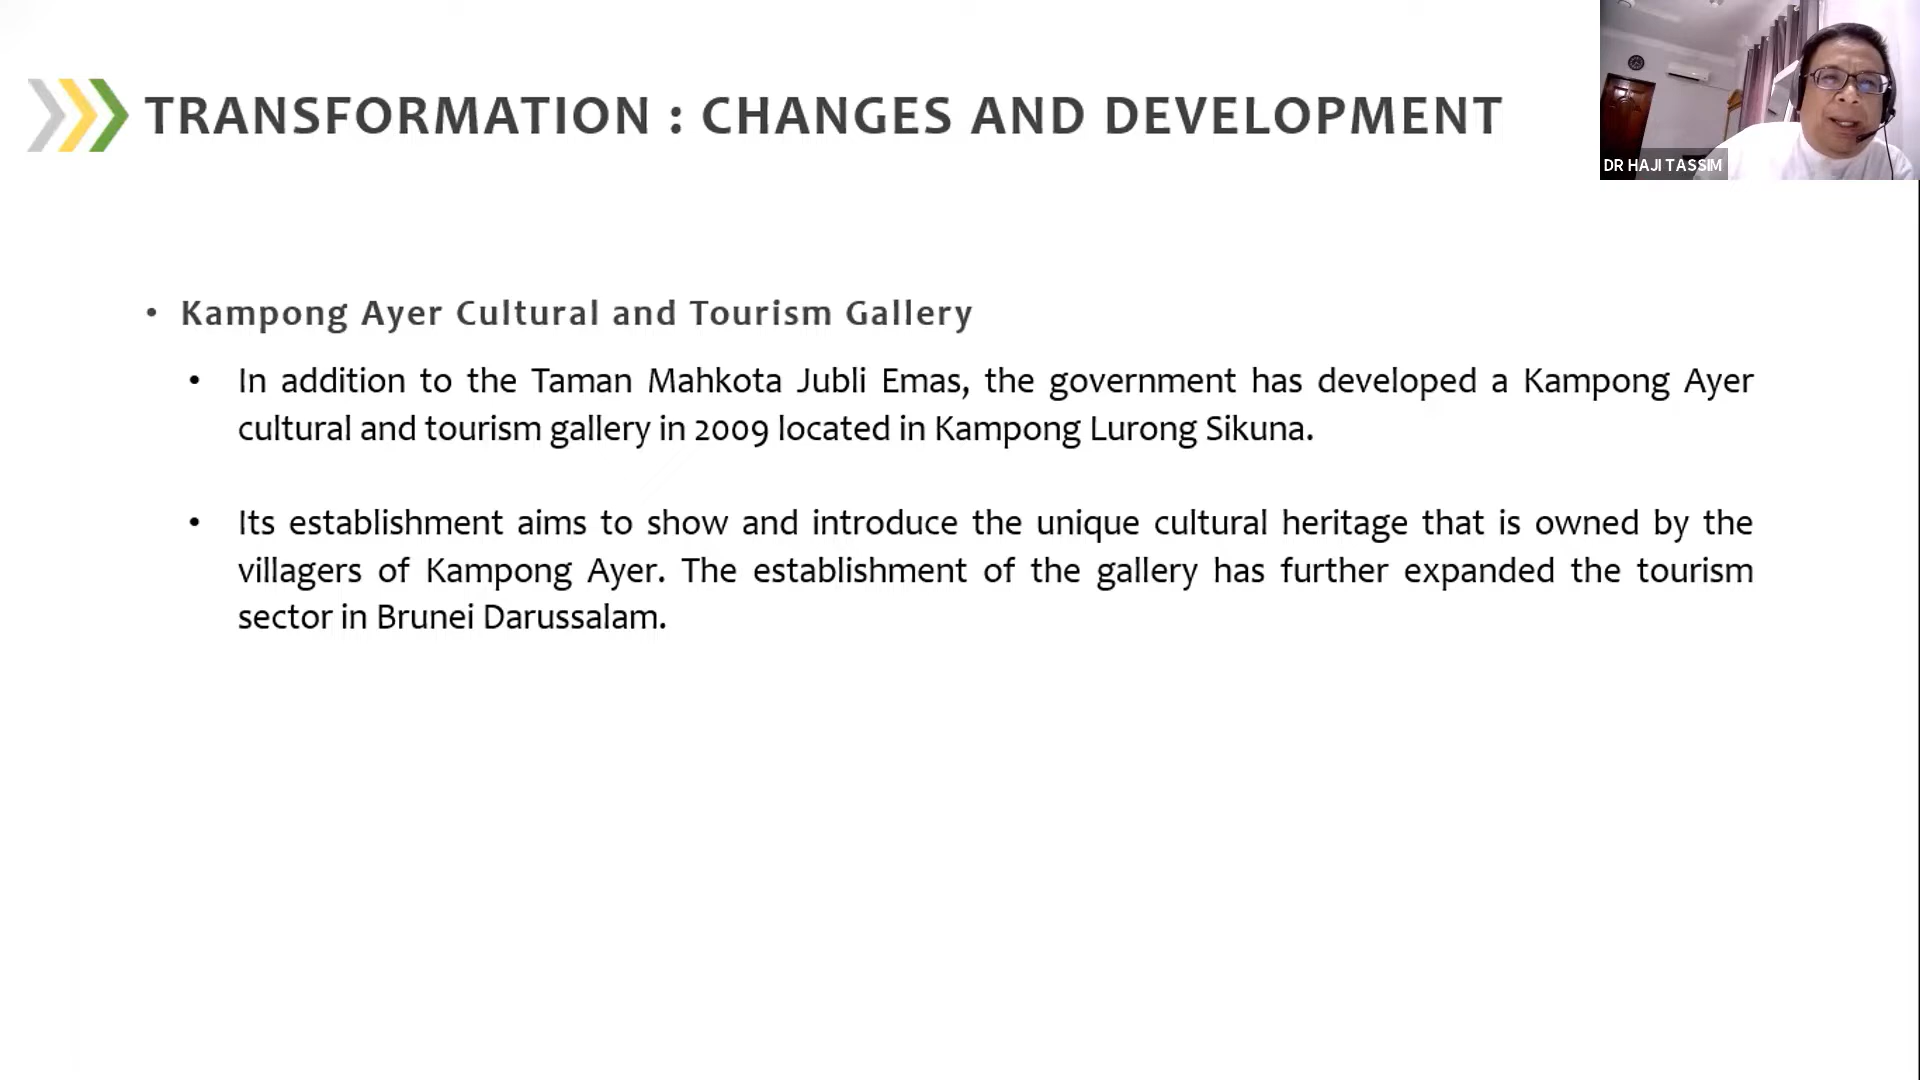 TRANSFORMATION : CHANGES AND DEVELOPMENT
DR HAJI TASSIM
• Kampong Ayer Cultural and Tourism Gallery
• In addition to the Taman Mahkota Jubli Emas, the government has developed a Kampong Ayer
cultural and tourism gallery in 2009 located in Kampong Lurong Sikuna.
• Its establishment aims to show and introduce the unique cultural heritage that is owned by the
villagers of Kampong Ayer. The establishment of the gallery has further expanded the tourism
sector in Brunei Darussalam.